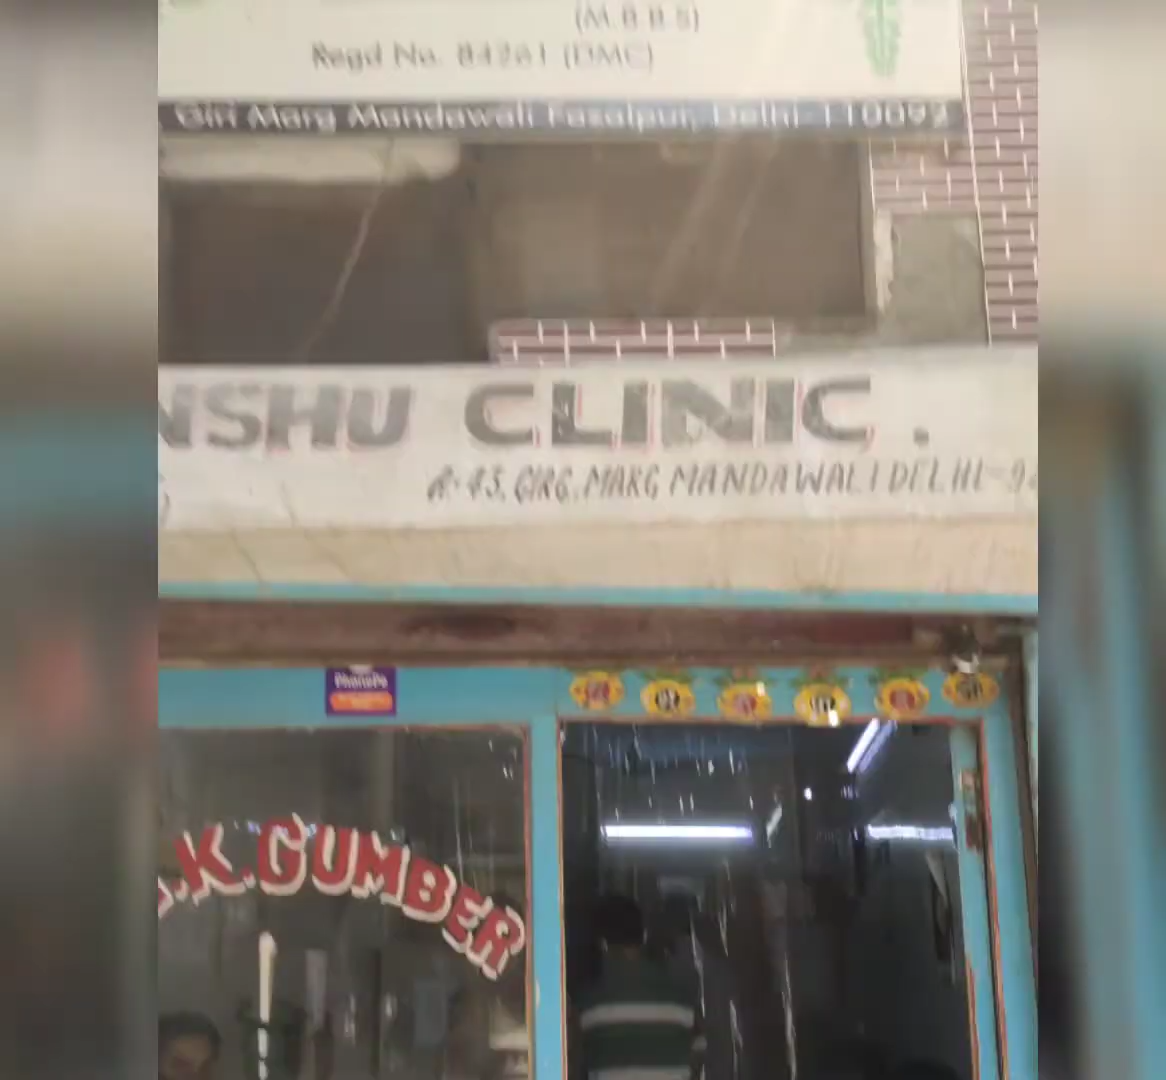 (M.B.B.S)
Regd No. 84261 (DMC)
Giri Marg Mandawali Fazalpur, Delhi-110092
NSHU CLINIC .
A-43, GIRG. MARG MANDAWALI DELHI-9
PhonePe
.K.GUMBER